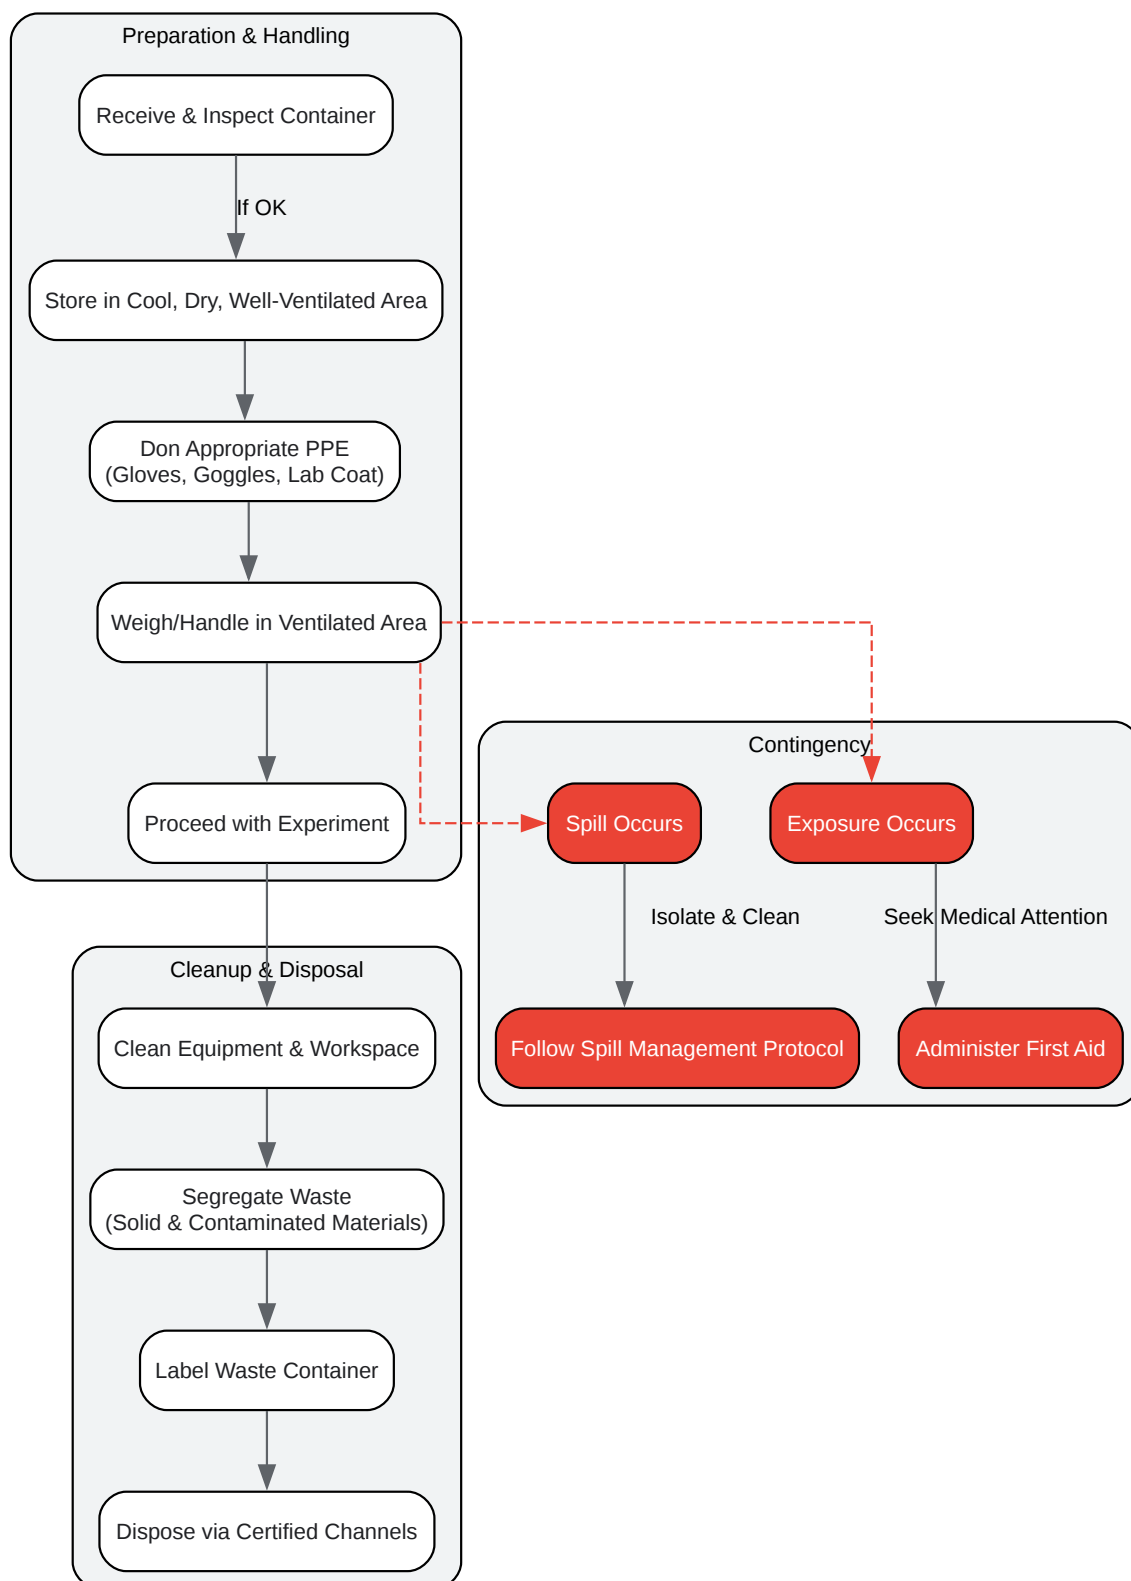 Preparation & Handling
Receive & Inspect Container
If OK
Store in Cool, Dry, Well-Ventilated Area
Don Appropriate PPE
(Gloves, Goggles, Lab Coat)
Weigh/Handle in Ventilated Area
Proceed with Experiment
Contingency
Spill Occurs
Exposure Occurs
Isolate & Clean
Seek Medical Attention
Follow Spill Management Protocol
Administer First Aid
Cleanup & Disposal
Clean Equipment & Workspace
Segregate Waste
(Solid & Contaminated Materials)
Label Waste Container
Dispose via Certified Channels